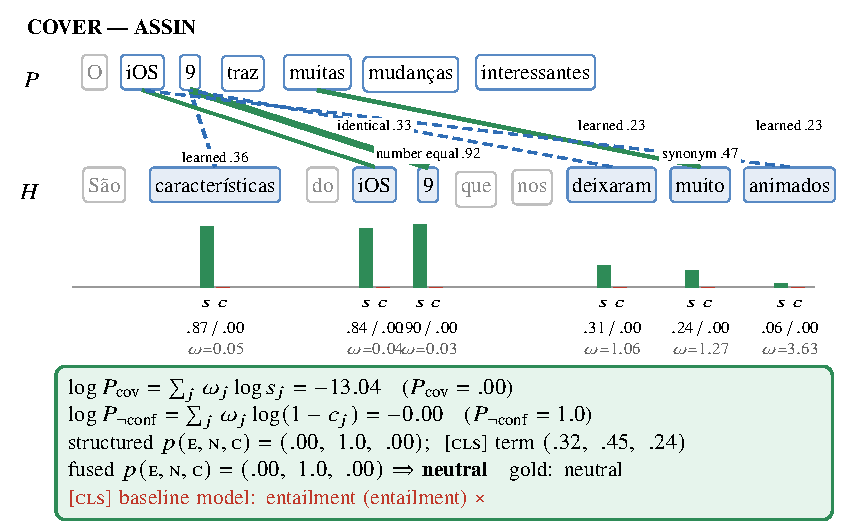 COVER — ASSIN
P O iOS 9 traz muitas mudanças interessantes
identical .33 learned .23 learned .23
learned .36 number equal .92 synonym .47
H São características do iOS 9 que nos deixaram muito animados
s c s c s c s c s c s c
.87 / .00 .84 / .00 .90 / .00 .31 / .00 .24 / .00 .06 / .00
ω=0.05 ω=0.04 ω=0.03 ω=1.06 ω=1.27 ω=3.63
log P_cov = ∑_j ω_j log s_j = −13.04 (P_cov = .00)
log P_¬conf = ∑_j ω_j log(1 − c_j) = −0.00 (P_¬conf = 1.0)
structured p(E, N, C) = (.00, 1.0, .00); [CLS] term (.32, .45, .24)
fused p(E, N, C) = (.00, 1.0, .00) ⟹ neutral gold: neutral
[CLS] baseline model: entailment (entailment) ×